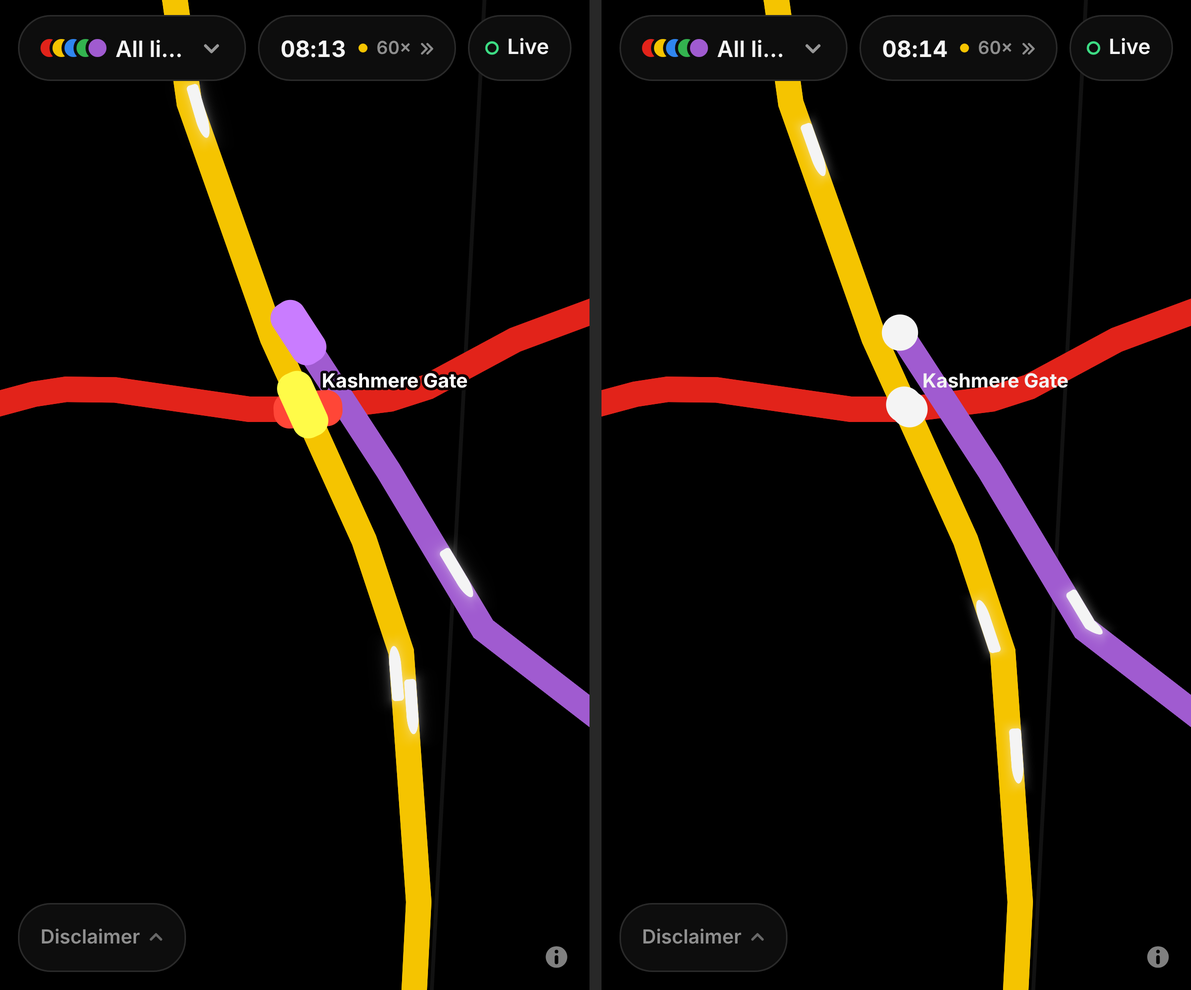 All li...
08:13
60×
Live
Kashmere Gate
Disclaimer
All li...
08:14
60×
Live
Kashmere Gate
Disclaimer